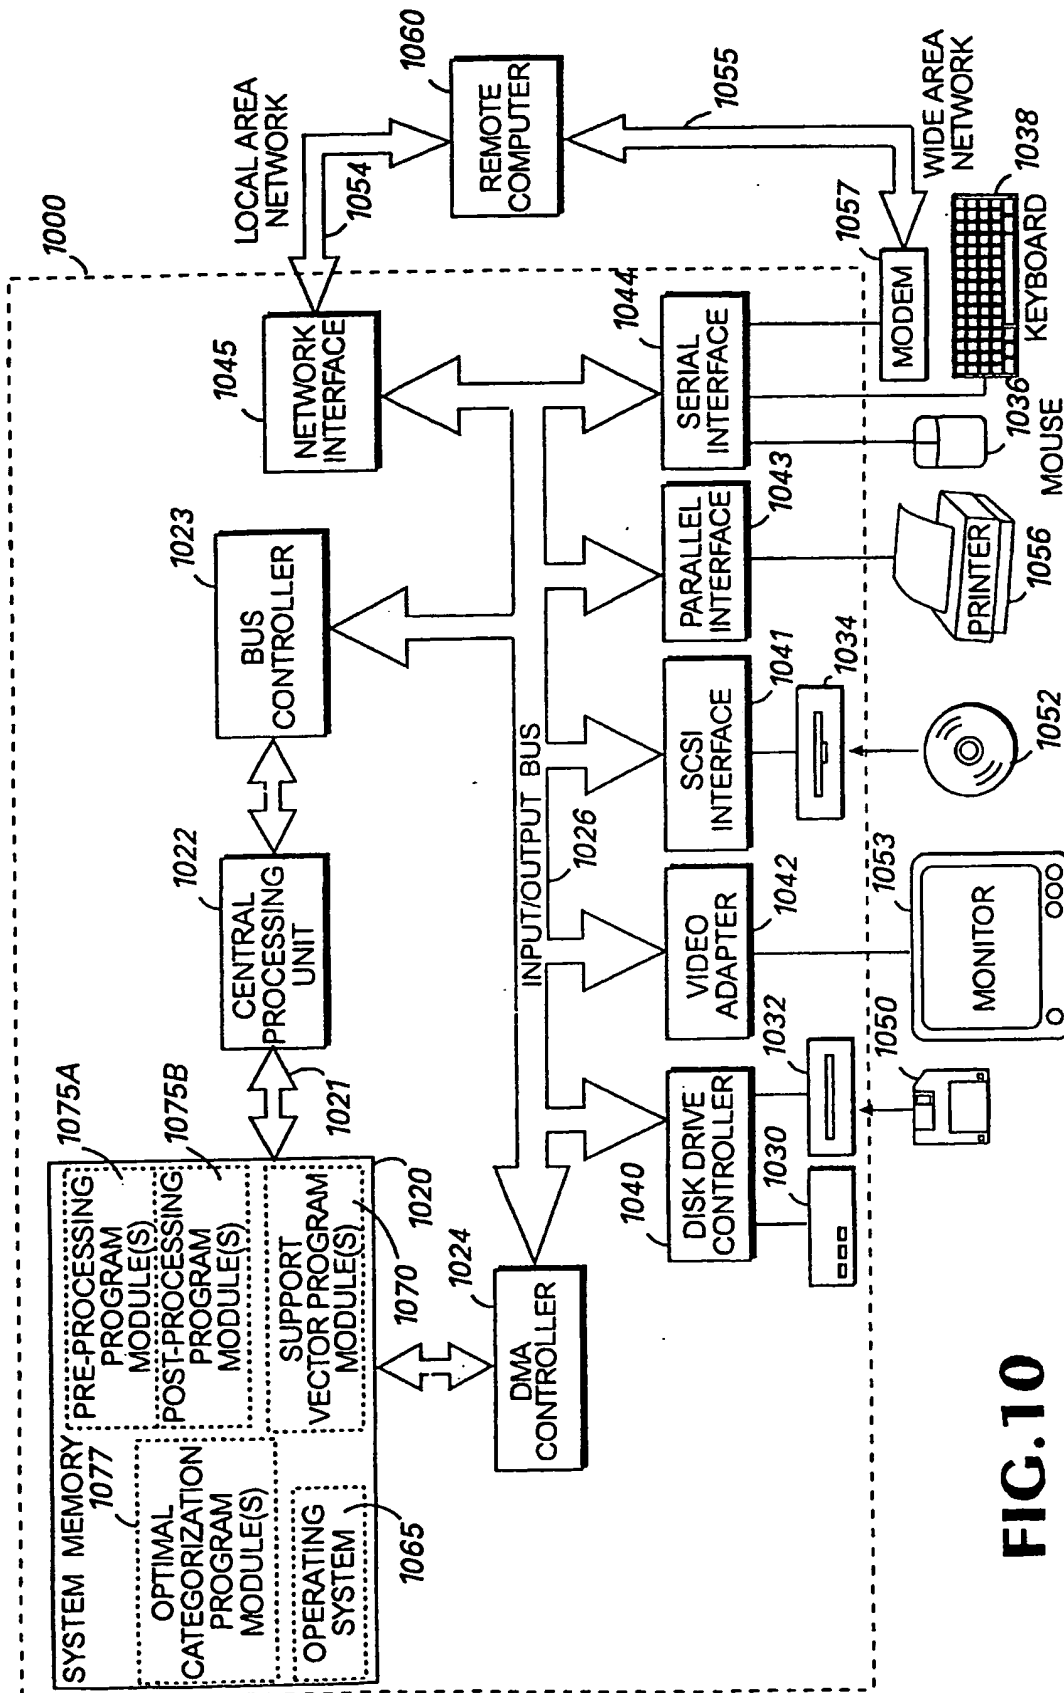 1000
SYSTEM MEMORY
1077
OPTIMAL
CATEGORIZATION
PROGRAM
MODULE(S)
OPERATING
SYSTEM
1065
PRE-PROCESSING
PROGRAM
MODULE(S)
1075A
POST-PROCESSING
PROGRAM
MODULE(S)
1075B
SUPPORT
VECTOR PROGRAM
MODULE(S)
1070
1020
1021
CENTRAL
PROCESSING
UNIT
1022
BUS
CONTROLLER
1023
NETWORK
INTERFACE
1045
LOCAL AREA
NETWORK
1054
REMOTE
COMPUTER
1060
1055
WIDE AREA
NETWORK
DMA
CONTROLLER
1024
INPUT/OUTPUT BUS
1026
DISK DRIVE
CONTROLLER
1040
VIDEO
ADAPTER
1042
SCSI
INTERFACE
1041
PARALLEL
INTERFACE
1043
SERIAL
INTERFACE
1044
1030
1032
1034
MODEM
1057
1050
MONITOR
1053
1052
PRINTER
1056
1036
MOUSE
1038
KEYBOARD
FIG.10